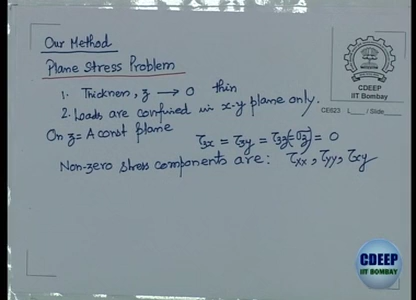 Our Method
Plane Stress Problem
1. Thickness, z → 0 thin
2. Loads are confined in x-y plane only.
On z = A const plane
τzx = τzy = τzz(-σz) = 0
Non-zero stress components are: τxx, τyy, τxy
CDEEP
IIT Bombay
CE623 L___/ Slide___
CDEEP
IIT BOMBAY